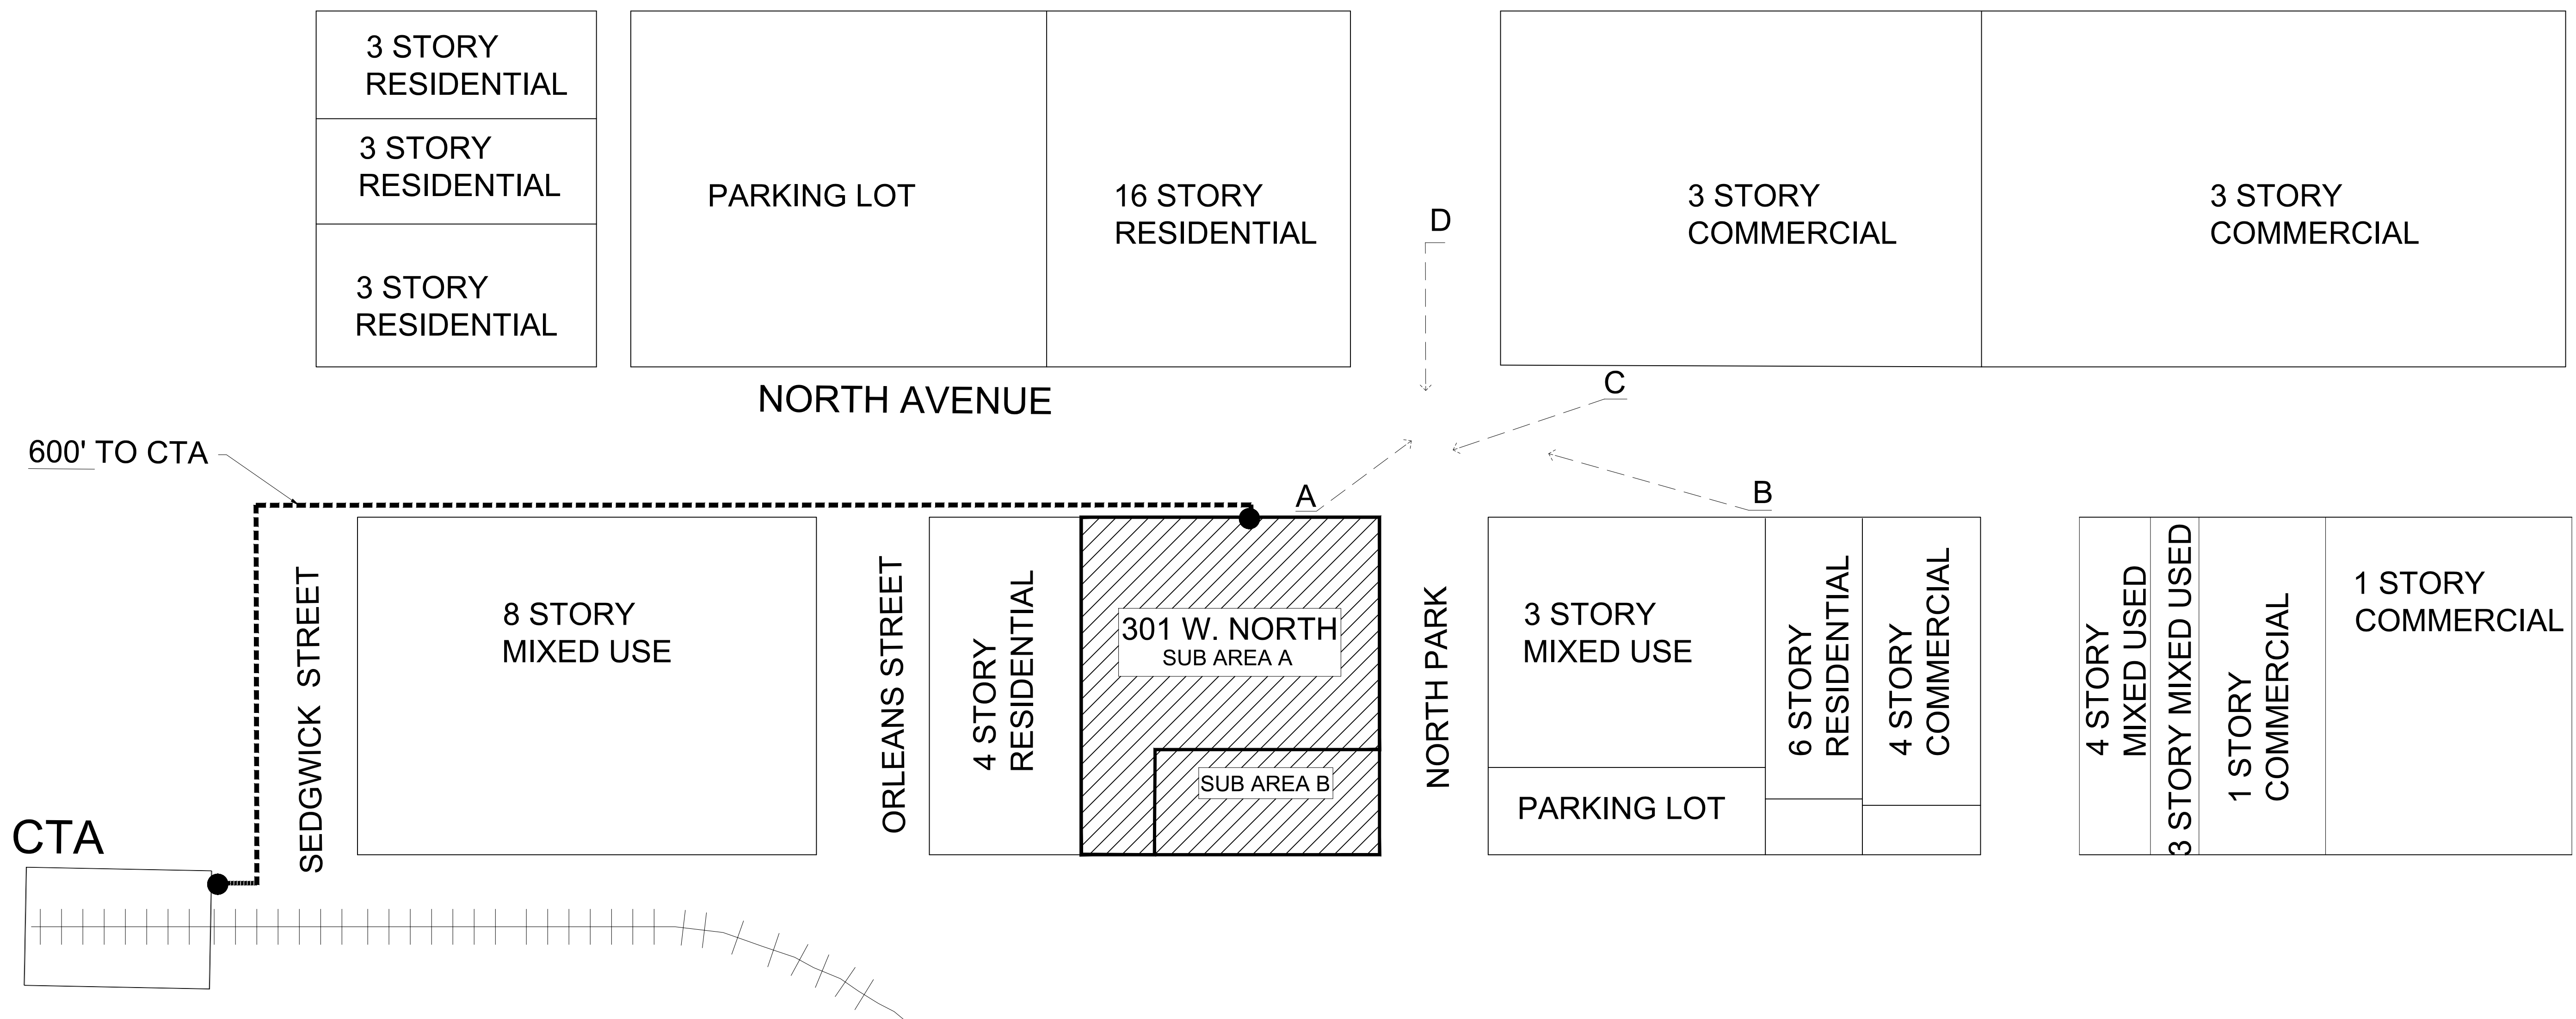 3 STORY
RESIDENTIAL
3 STORY
RESIDENTIAL
3 STORY
RESIDENTIAL
PARKING LOT
16 STORY
RESIDENTIAL
D
3 STORY
COMMERCIAL
3 STORY
COMMERCIAL
NORTH AVENUE
C
600' TO CTA
A
B
SEDGWICK STREET
8 STORY
MIXED USE
ORLEANS STREET
4 STORY
RESIDENTIAL
301 W. NORTH
SUB AREA A
SUB AREA B
NORTH PARK
3 STORY
MIXED USE
PARKING LOT
6 STORY
RESIDENTIAL
4 STORY
COMMERCIAL
4 STORY
MIXED USED
3 STORY MIXED USED
1 STORY
COMMERCIAL
1 STORY
COMMERCIAL
CTA